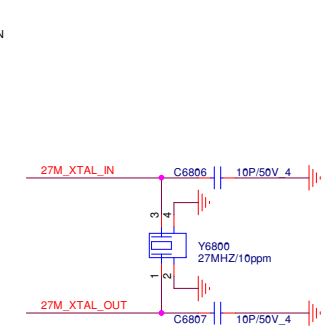 N
27M_XTAL_IN
C6806
10P/50V_4
3
4
Y6800
27MHZ/10ppm
1
2
27M_XTAL_OUT
C6807
10P/50V_4